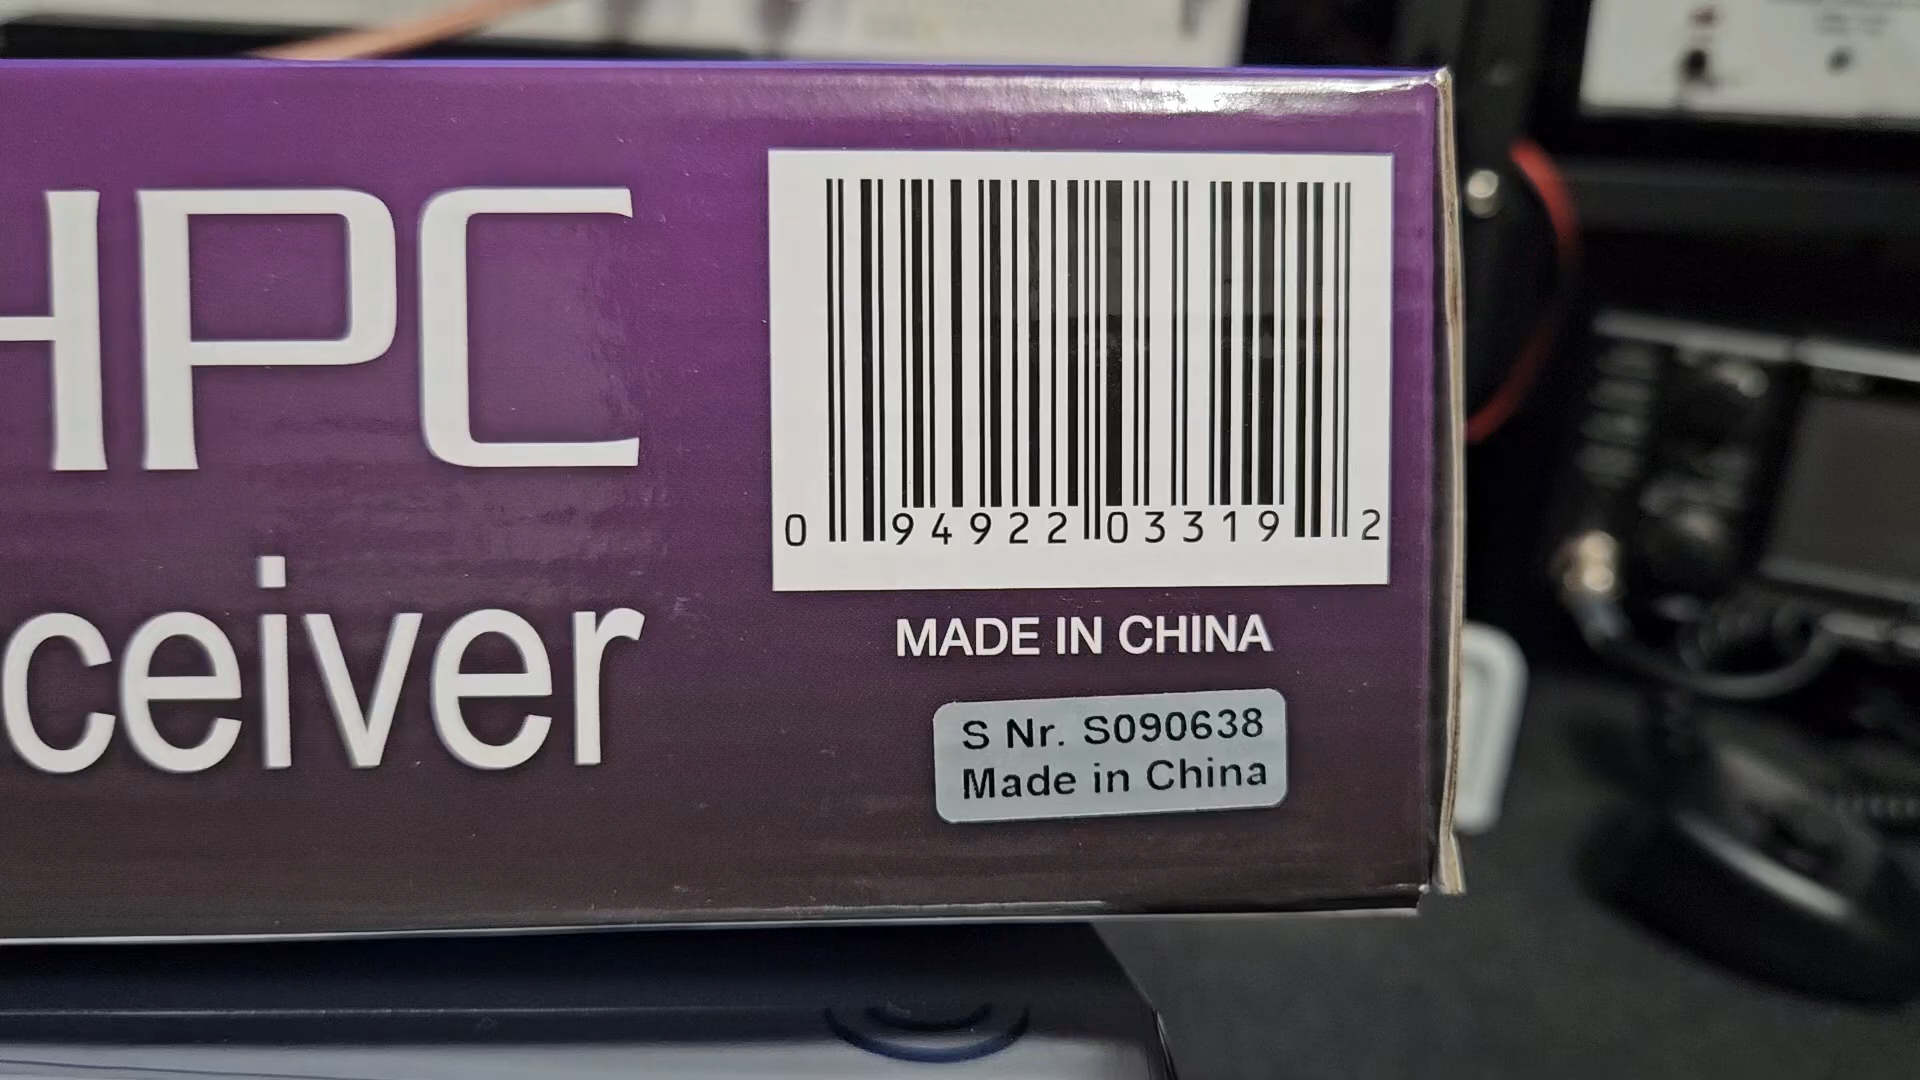 HPC
ceiver
0 94922 03319 2
MADE IN CHINA
S Nr. S090638
Made in China